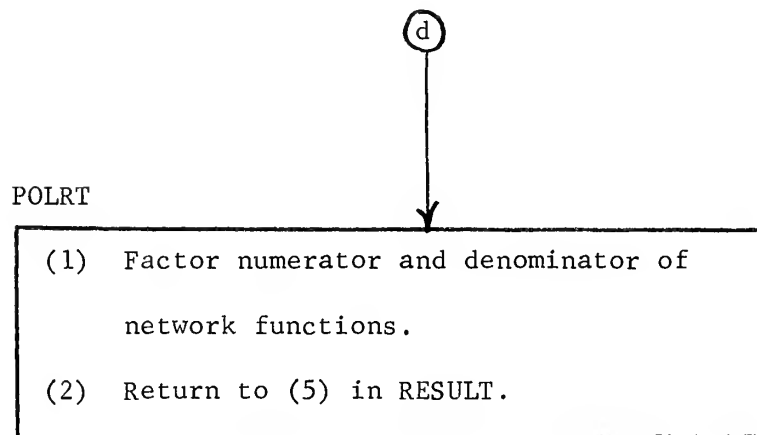 d
POLRT
(1) Factor numerator and denominator of
network functions.
(2) Return to (5) in RESULT.